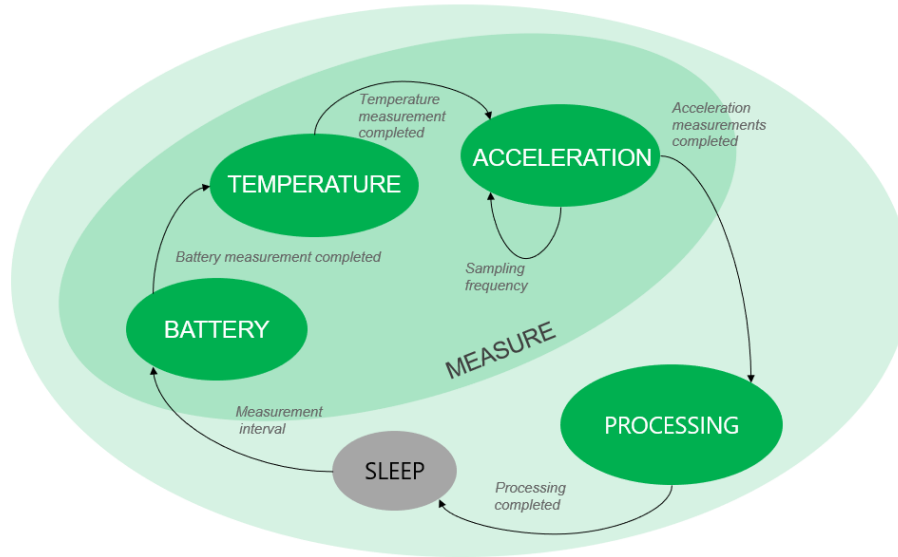 Temperature
measurement
completed
Acceleration
measurements
completed
ACCELERATION
TEMPERATURE
Battery measurement completed
Sampling
frequency
BATTERY
MEASURE
Measurement
interval
PROCESSING
SLEEP
Processing
completed